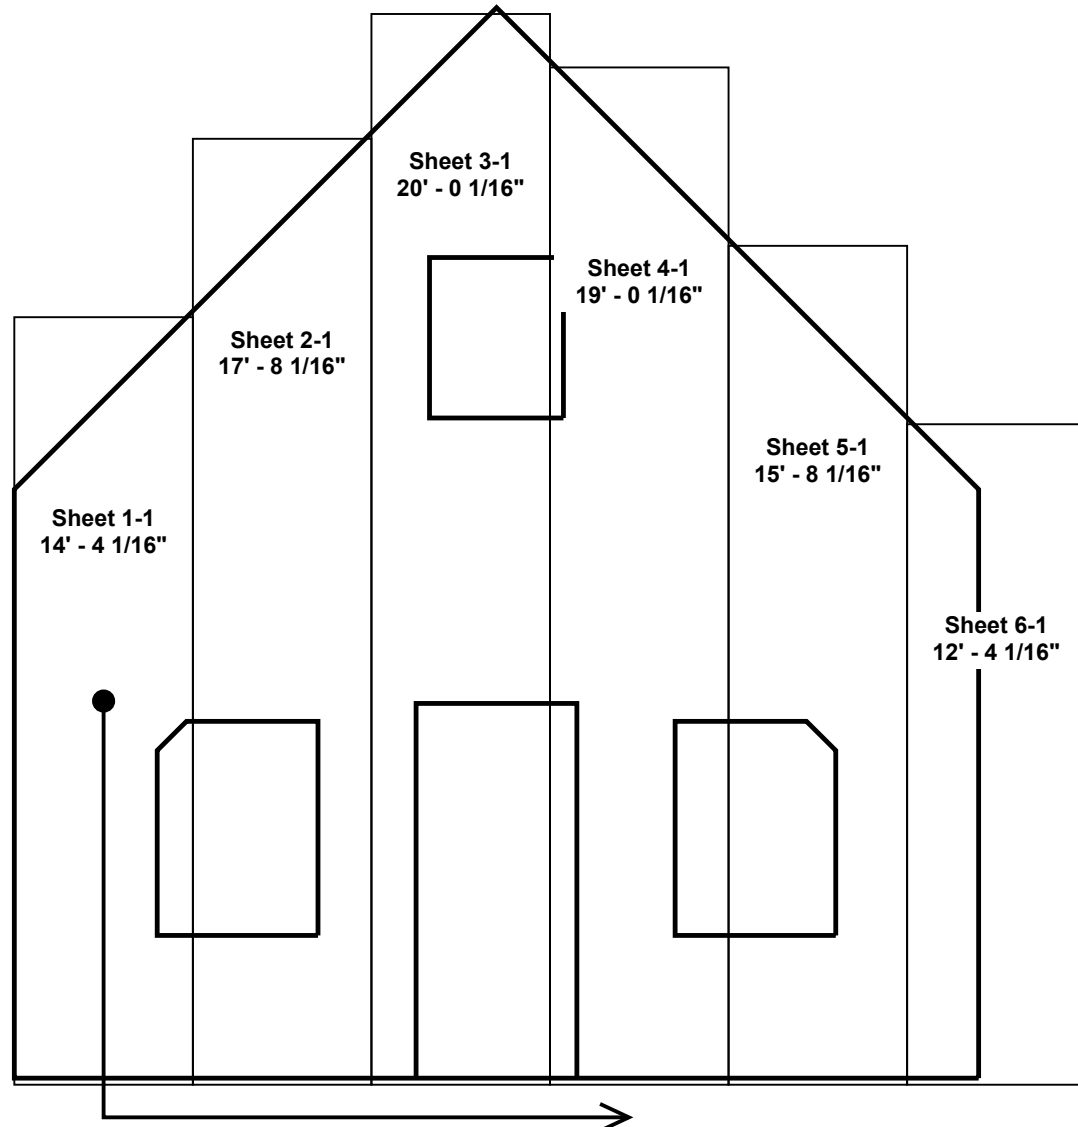 Sheet 3-1
20' - 0 1/16"
Sheet 4-1
19' - 0 1/16"
Sheet 2-1
17' - 8 1/16"
Sheet 5-1
15' - 8 1/16"
Sheet 1-1
14' - 4 1/16"
Sheet 6-1
12' - 4 1/16"